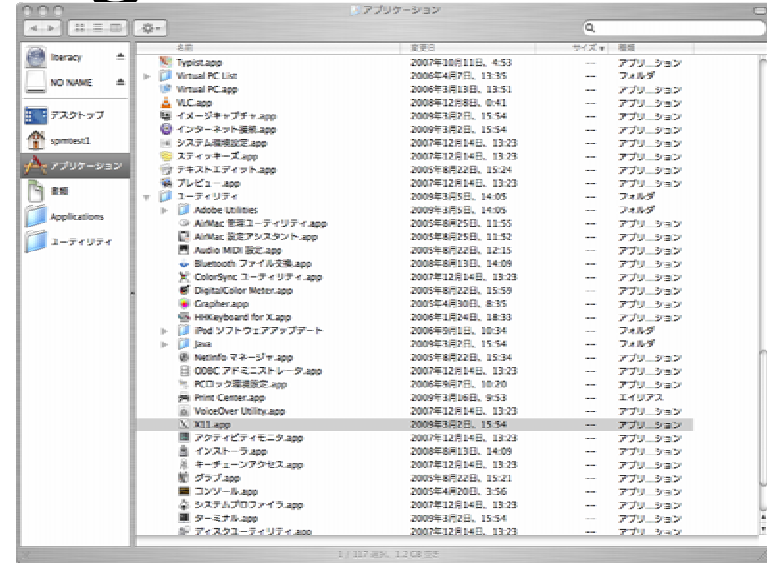 アプリケーション
名前 変更日 サイズ 種類
literacy
NO NAME
デスクトップ
spmtest1
アプリケーション
書類
Applications
ユーティリティ
Typist.app 2007年10月11日、4:53 -- アプリ...ション
Virtual PC List 2006年4月7日、13:35 -- フォルダ
Virtual PC.app 2006年3月13日、13:51 -- アプリ...ション
VLC.app 2008年12月8日、0:41 -- アプリ...ション
イメージキャプチャ.app 2009年3月2日、15:54 -- アプリ...ション
インターネット接続.app 2009年3月2日、15:54 -- アプリ...ション
システム環境設定.app 2007年12月14日、13:23 -- アプリ...ション
スティッキーズ.app 2007年12月14日、13:23 -- アプリ...ション
テキストエディット.app 2005年8月22日、15:24 -- アプリ...ション
プレビュー.app 2007年12月14日、13:23 -- アプリ...ション
ユーティリティ 2009年3月5日、14:05 -- フォルダ
Adobe Utilities 2009年3月5日、14:05 -- フォルダ
AirMac 管理ユーティリティ.app 2005年8月25日、11:55 -- アプリ...ション
AirMac 設定アシスタント.app 2005年8月25日、11:52 -- アプリ...ション
Audio MIDI 設定.app 2005年8月22日、12:15 -- アプリ...ション
Bluetooth ファイル交換.app 2008年8月13日、14:09 -- アプリ...ション
ColorSync ユーティリティ.app 2007年12月14日、13:23 -- アプリ...ション
DigitalColor Meter.app 2005年8月22日、15:59 -- アプリ...ション
Grapher.app 2005年4月30日、8:35 -- アプリ...ション
HHKeyboard for X.app 2006年1月24日、18:33 -- アプリ...ション
iPod ソフトウェアアップデート 2006年9月1日、10:34 -- フォルダ
Java 2009年3月2日、15:54 -- フォルダ
NetInfo マネージャ.app 2005年8月22日、15:34 -- アプリ...ション
ODBC アドミニストレータ.app 2007年12月14日、13:23 -- アプリ...ション
PCロック環境設定.app 2006年9月7日、10:20 -- アプリ...ション
Print Center.app 2009年3月16日、9:53 -- エイリアス
VoiceOver Utility.app 2007年12月14日、13:23 -- アプリ...ション
X11.app 2009年3月2日、15:54 -- アプリ...ション
アクティビティモニタ.app 2007年12月14日、13:23 -- アプリ...ション
インストーラ.app 2008年8月13日、14:09 -- アプリ...ション
キーチェーンアクセス.app 2007年12月14日、13:23 -- アプリ...ション
グラブ.app 2005年8月22日、15:21 -- アプリ...ション
コンソール.app 2005年4月20日、3:56 -- アプリ...ション
システムプロファイラ.app 2007年12月14日、13:23 -- アプリ...ション
ターミナル.app 2009年3月2日、15:54 -- アプリ...ション
ディスクユーティリティ.app 2007年12月14日、13:23 -- アプリ...ション
1 / 117 選択、1.2 GB 空き